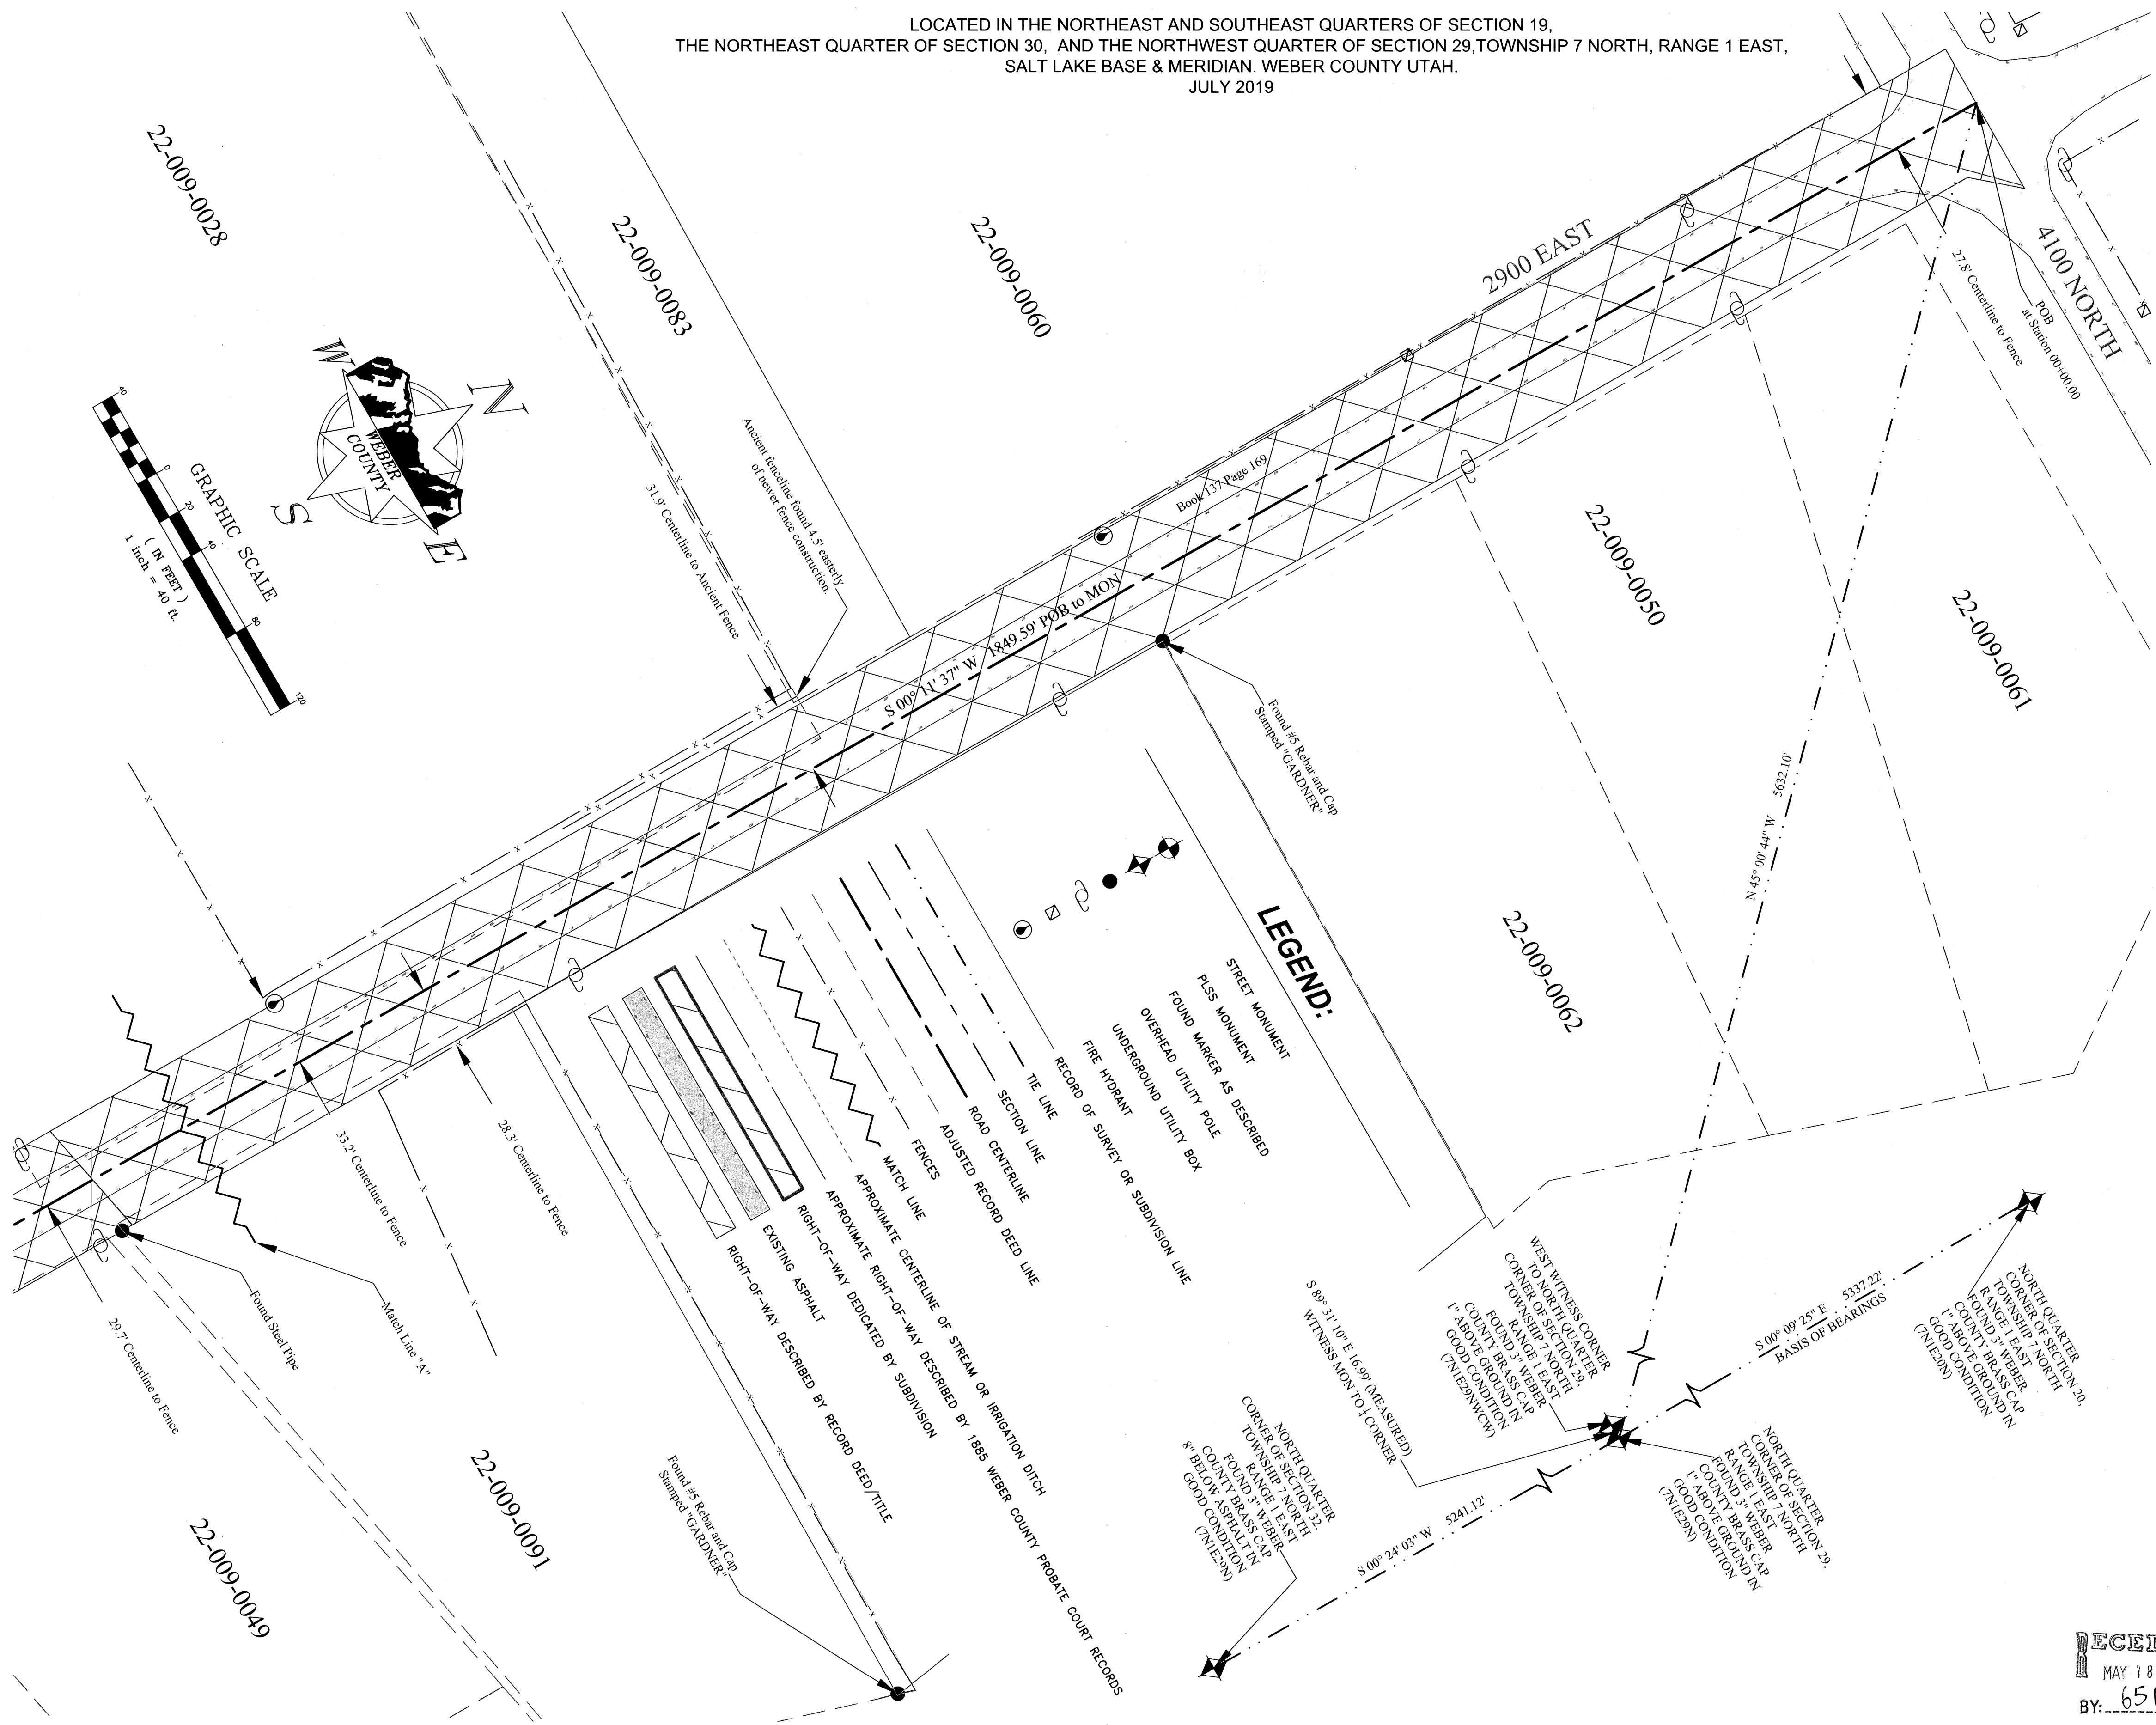 LOCATED IN THE NORTHEAST AND SOUTHEAST QUARTERS OF SECTION 19,
THE NORTHEAST QUARTER OF SECTION 30, AND THE NORTHWEST QUARTER OF SECTION 29,TOWNSHIP 7 NORTH, RANGE 1 EAST,
SALT LAKE BASE & MERIDIAN. WEBER COUNTY UTAH.
JULY 2019
22-009-0028
22-009-0083
22-009-0060
2900 EAST
4100 NORTH
27.8' Centerline to Fence
POB
at Station 00+00.00
N
W
E
S
WEBER
COUNTY
GRAPHIC SCALE
40
0
20
40
80
120
( IN FEET )
1 inch = 40 ft.
Ancient fenceline found 4.5' easterly
of newer fence construction.
31.9' Centerline to Ancient Fence
Book 137 Page 169
S 00° 11' 37" W 1849.59' POB to MON
22-009-0050
22-009-0061
Found #5 Rebar and Cap
Stamped "GARDNER"
N 45° 00' 44" W 5632.10'
22-009-0062
LEGEND:
STREET MONUMENT
PLSS MONUMENT
FOUND MARKER AS DESCRIBED
OVERHEAD UTILITY POLE
UNDERGROUND UTILITY BOX
FIRE HYDRANT
RECORD OF SURVEY OR SUBDIVISION LINE
TIE LINE
SECTION LINE
ROAD CENTERLINE
ADJUSTED RECORD DEED LINE
FENCES
MATCH LINE
APPROXIMATE CENTERLINE OF STREAM OR IRRIGATION DITCH
APPROXIMATE RIGHT-OF-WAY DESCRIBED BY 1885 WEBER COUNTY PROBATE COURT RECORDS
RIGHT-OF-WAY DEDICATED BY SUBDIVISION
EXISTING ASPHALT
RIGHT-OF-WAY DESCRIBED BY RECORD DEED/TITLE
33.2' Centerline to Fence
28.3' Centerline to Fence
29.7' Centerline to Fence
Found Steel Pipe
Match Line "A"
22-009-0049
22-009-0091
Found #5 Rebar and Cap
Stamped "GARDNER"
S 89° 31' 10" E 16.99' (MEASURED)
WITNESS MON TO ¼ CORNER
WEST WITNESS CORNER
TO NORTH QUARTER
CORNER OF SECTION 29,
TOWNSHIP 7 NORTH
RANGE 1 EAST
FOUND 3" WEBER
COUNTY BRASS CAP
1" ABOVE GROUND IN
GOOD CONDITION
(7N1E29NWCW)
S 00° 09' 25" E 5337.22'
BASIS OF BEARINGS
NORTH QUARTER
CORNER OF SECTION 20,
TOWNSHIP 7 NORTH
RANGE 1 EAST
FOUND 3" WEBER
COUNTY BRASS CAP
1" ABOVE GROUND IN
GOOD CONDITION
(7N1E20N)
NORTH QUARTER
CORNER OF SECTION 29,
TOWNSHIP 7 NORTH
RANGE 1 EAST
FOUND 3" WEBER
COUNTY BRASS CAP
1" ABOVE GROUND IN
GOOD CONDITION
(7N1E29N)
NORTH QUARTER
CORNER OF SECTION 32,
TOWNSHIP 7 NORTH
RANGE 1 EAST
FOUND 3" WEBER
COUNTY BRASS CAP
8" BELOW ASPHALT IN
GOOD CONDITION
(7N1E29N)
S 00° 24' 03" W 5241.12'
RECEI
MAY 18
BY: 651